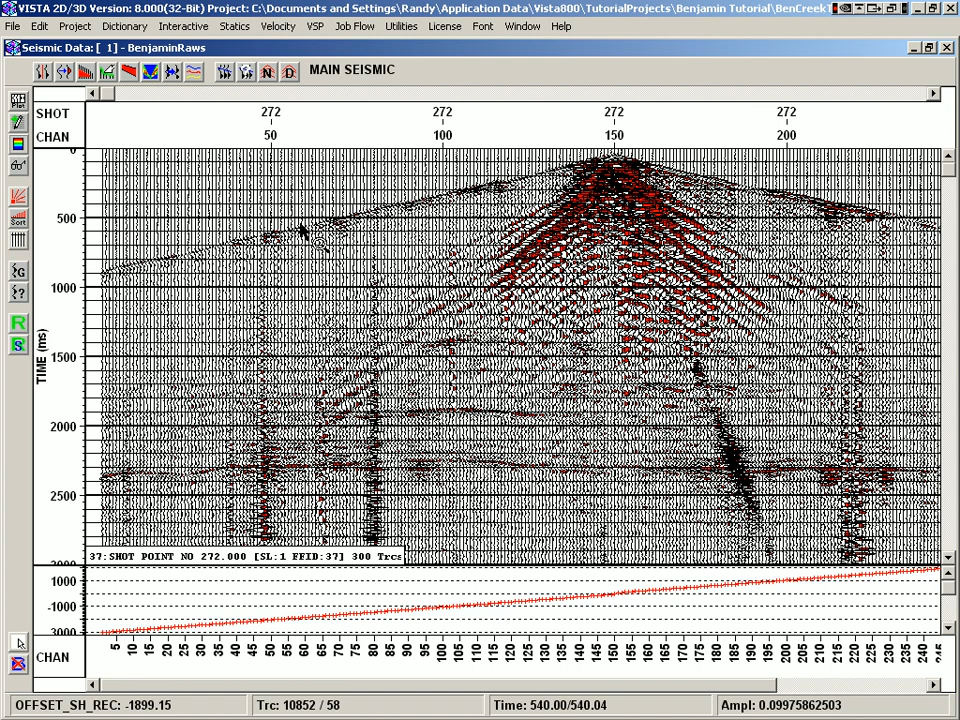 VISTA 2D/3D Version: 8.000(32-Bit) Project: C:\Documents and Settings\Randy\Application Data\Vista800\TutorialProjects\Benjamin Tutorial\BenCreek
File Edit Project Dictionary Interactive Statics Velocity VSP Job Flow Utilities License Font Window Help
Seismic Data: [ 1] - BenjaminRaws
N D MAIN SEISMIC
SHOT 272 272 272 272
CHAN 50 100 150 200
0
500
1000
1500
2000
2500
TIME (ms)
Sort
G
?
R
S
37:SHOT POINT NO 272.000 [SL:1 FFID:37] 300 Trcs
1000
-1000
3000
CHAN 5 10 15 20 25 30 35 40 45 50 55 60 65 70 75 80 85 90 95 100 105 110 115 120 125 130 135 140 145 150 155 160 165 170 175 180 185 190 195 200 205 210 215 220 225 230 235 240
OFFSET_SH_REC: -1899.15 Trc: 10852 / 58 Time: 540.00/540.04 Ampl: 0.09975862503